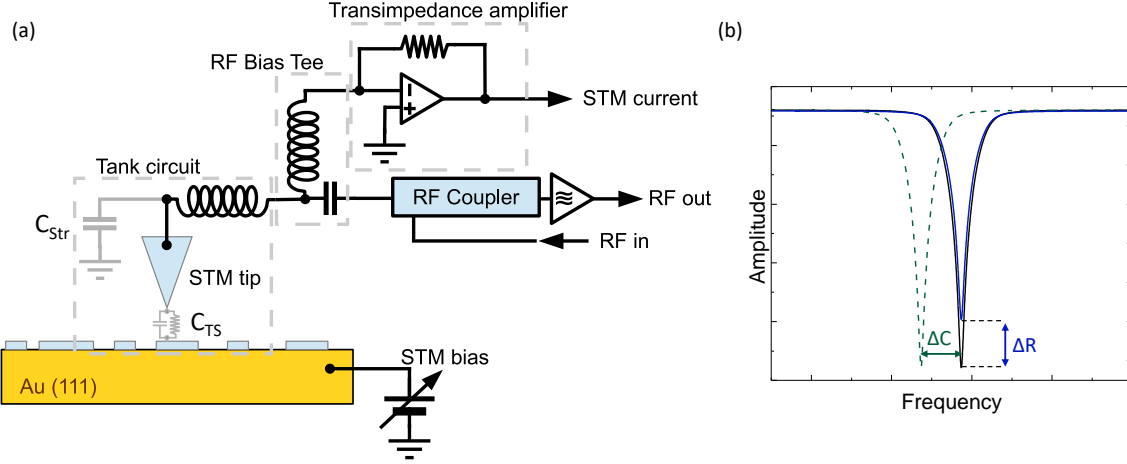 (a)
Transimpedance amplifier
RF Bias Tee
STM current
Tank circuit
RF Coupler
RF out
RF in
C_Str
STM tip
C_TS
STM bias
Au (111)
(b)
Amplitude
ΔC
ΔR
Frequency